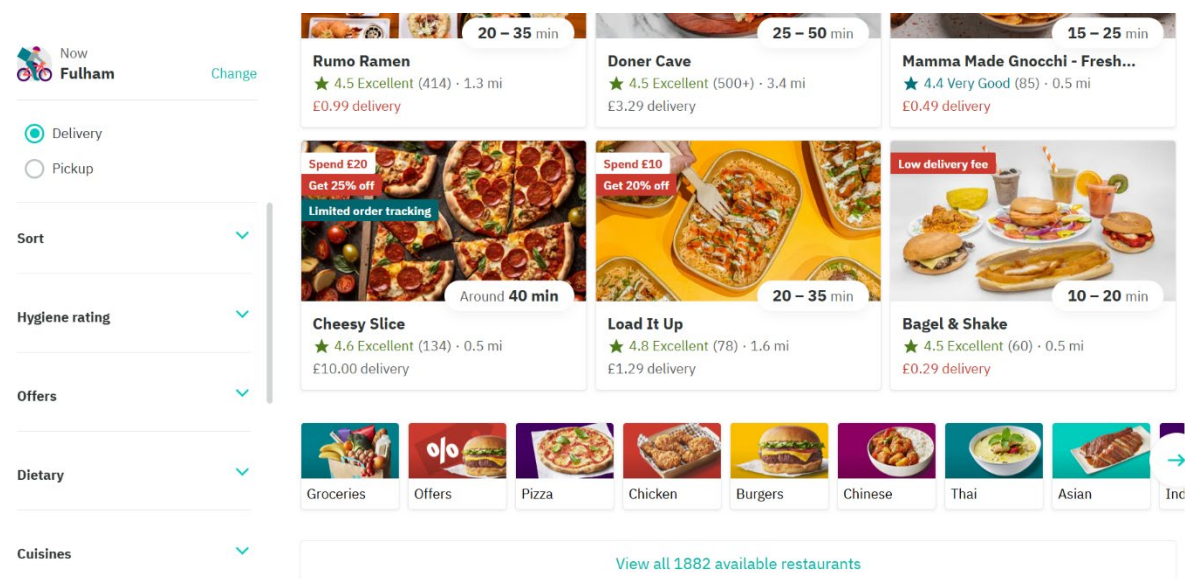 Now
Fulham
Change
Delivery
Pickup
Sort
Hygiene rating
Offers
Dietary
Cuisines
20 – 35 min
Rumo Ramen
4.5 Excellent (414) · 1.3 mi
£0.99 delivery
25 – 50 min
Doner Cave
4.5 Excellent (500+) · 3.4 mi
£3.29 delivery
15 – 25 min
Mamma Made Gnocchi - Fresh...
4.4 Very Good (85) · 0.5 mi
£0.49 delivery
Spend £20
Get 25% off
Limited order tracking
Around 40 min
Cheesy Slice
4.6 Excellent (134) · 0.5 mi
£10.00 delivery
Spend £10
Get 20% off
20 – 35 min
Load It Up
4.8 Excellent (78) · 1.6 mi
£1.29 delivery
Low delivery fee
10 – 20 min
Bagel & Shake
4.5 Excellent (60) · 0.5 mi
£0.29 delivery
%
Groceries
Offers
Pizza
Chicken
Burgers
Chinese
Thai
Asian
Ind
View all 1882 available restaurants